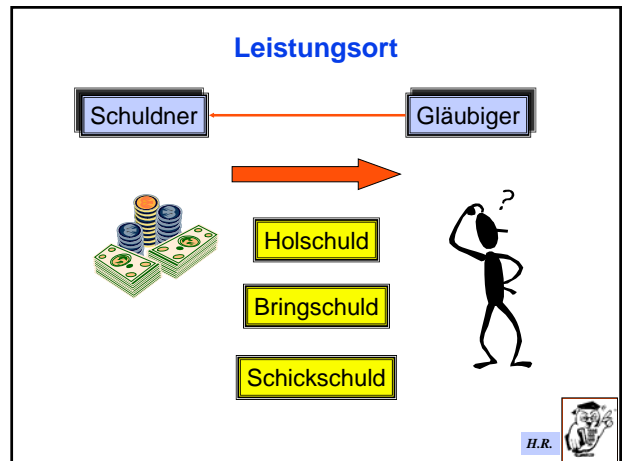 Leistungsort
Schuldner Gläubiger
?
Holschuld
Bringschuld
Schickschuld
H.R.